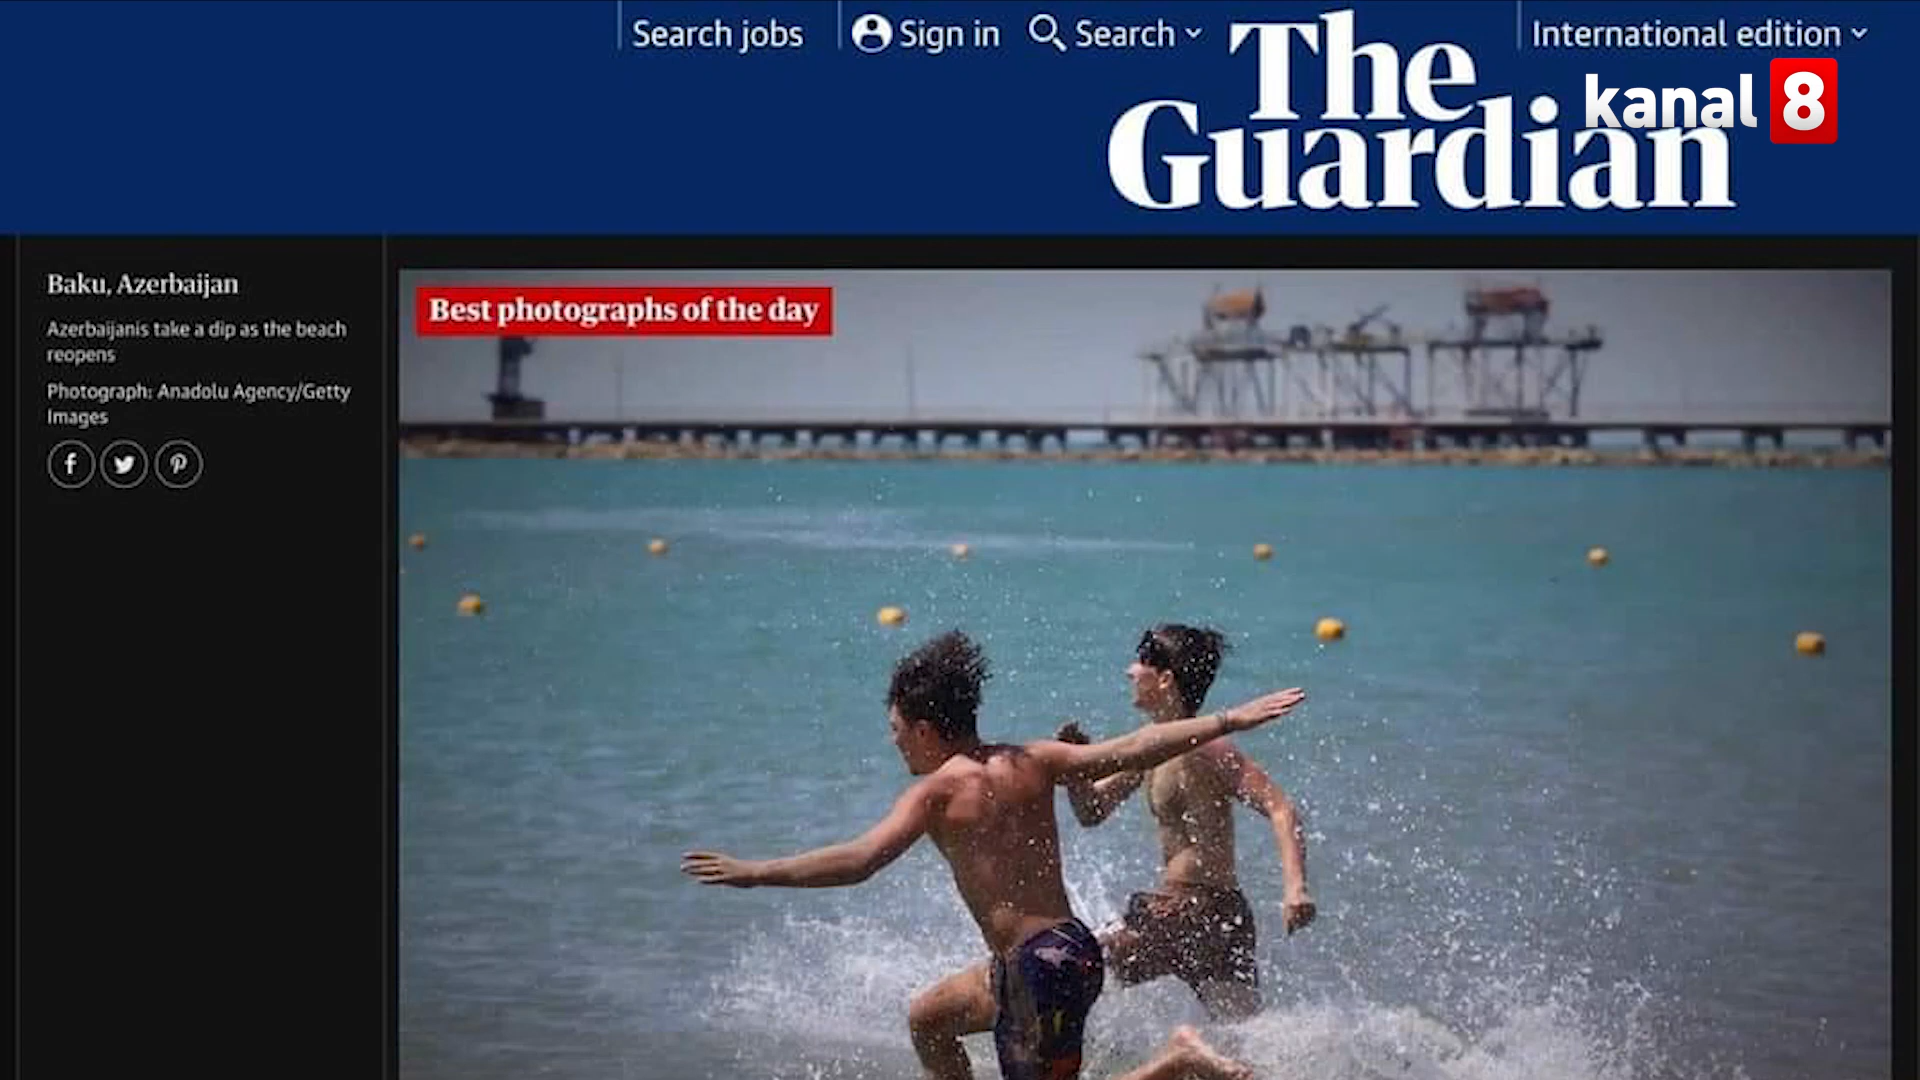 Search jobs
Sign in
Search
International edition
The
Guardian
kanal 8
Baku, Azerbaijan
Azerbaijanis take a dip as the beach
reopens
Photograph: Anadolu Agency/Getty
Images
Best photographs of the day